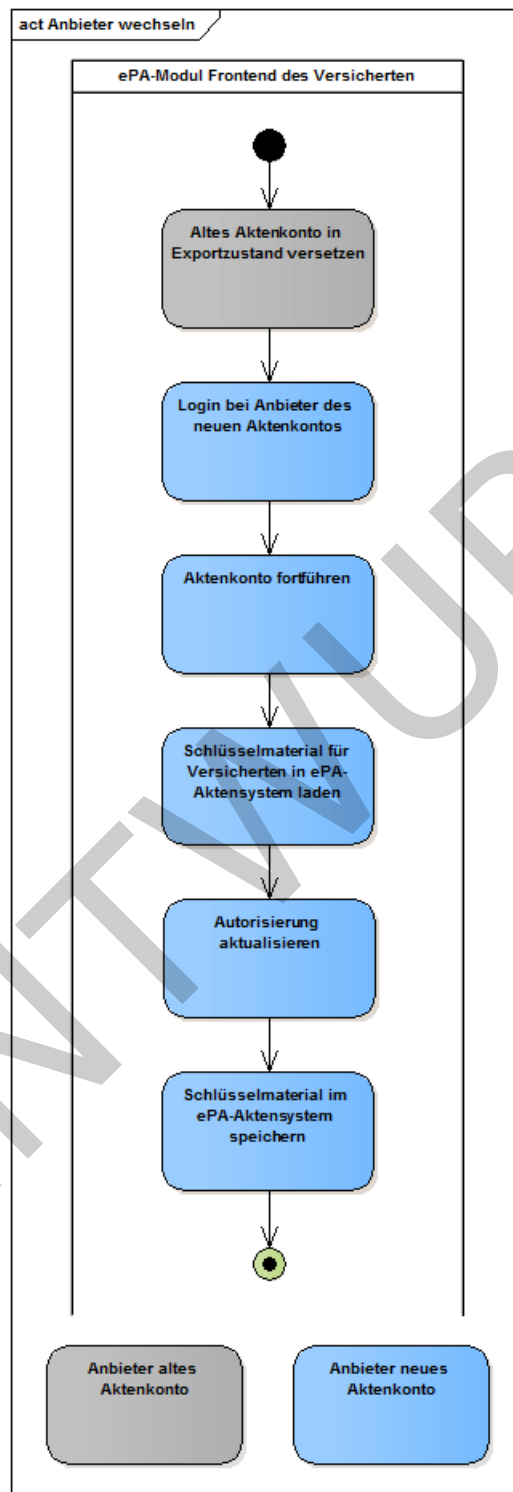 act Anbieter wechseln
ePA-Modul Frontend des Versicherten
Altes Aktenkonto in
Exportzustand versetzen
Login bei Anbieter des
neuen Aktenkontos
Aktenkonto fortführen
Schlüsselmaterial für
Versicherten in ePA-
Aktensystem laden
Autorisierung
aktualisieren
Schlüsselmaterial im
ePA-Aktensystem
speichern
Anbieter altes
Aktenkonto
Anbieter neues
Aktenkonto